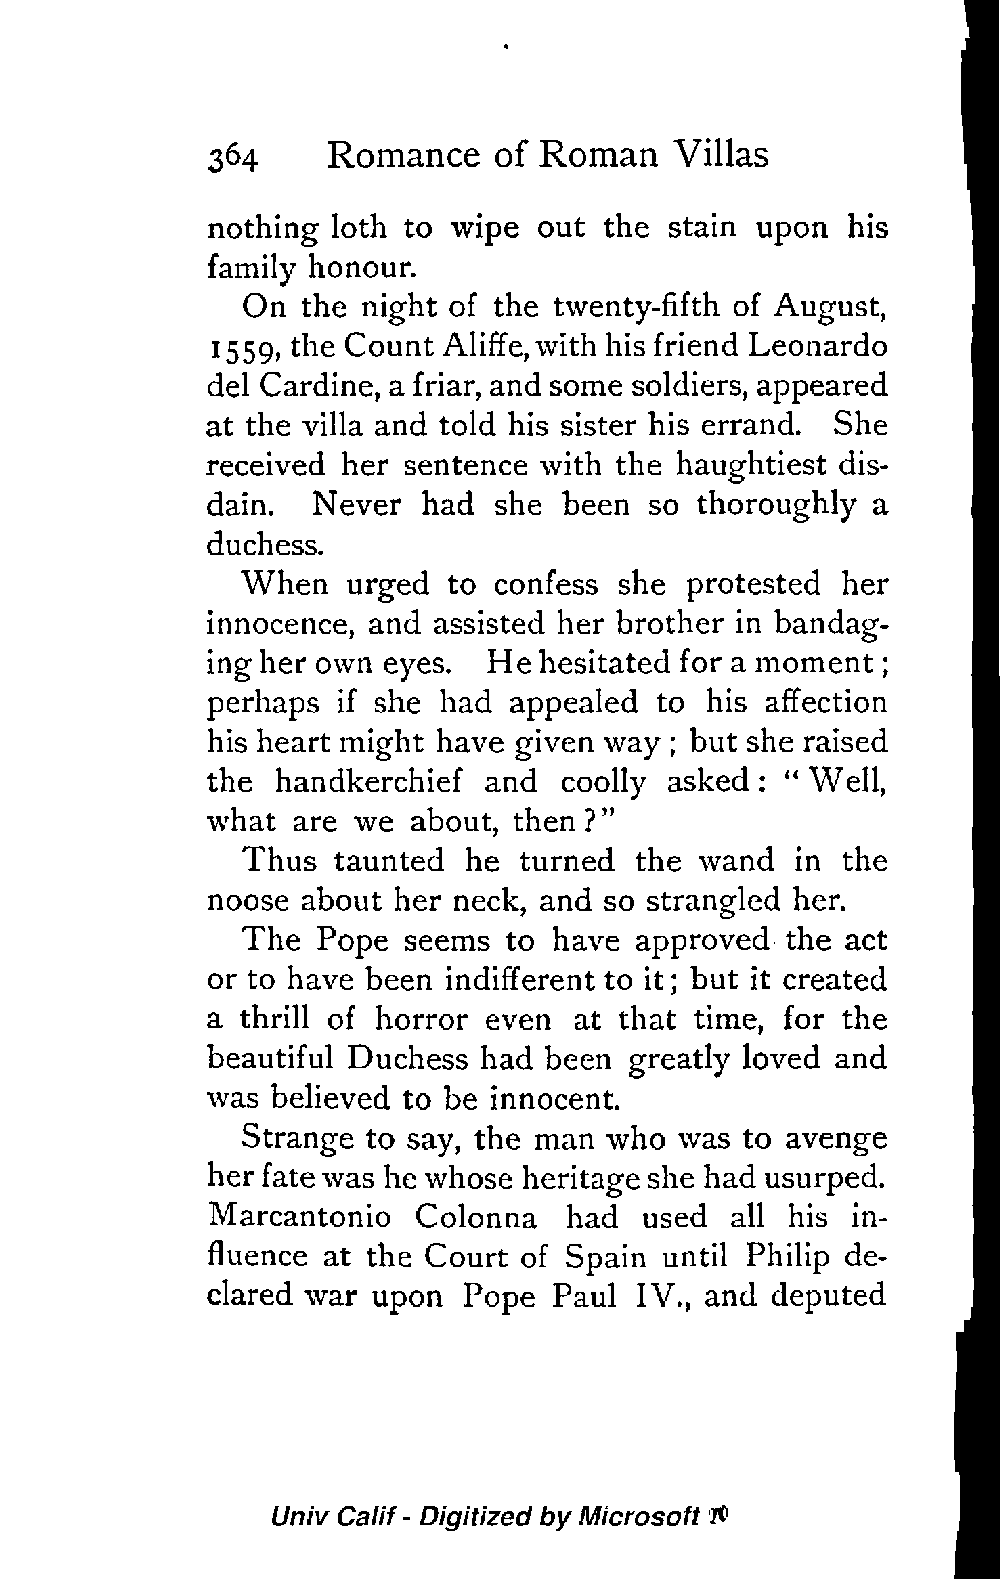 364 Romance of Roman Villas
nothing loth to wipe out the stain upon his
family honour.
On the night of the twenty-fifth of August,
1559, the Count Aliffe, with his friend Leonardo
del Cardine, a friar, and some soldiers, appeared
at the villa and told his sister his errand. She
received her sentence with the haughtiest dis-
dain. Never had she been so thoroughly a
duchess.
When urged to confess she protested her
innocence, and assisted her brother in bandag-
ing her own eyes. He hesitated for a moment;
perhaps if she had appealed to his affection
his heart might have given way; but she raised
the handkerchief and coolly asked: "Well,
what are we about, then?"
Thus taunted he turned the wand in the
noose about her neck, and so strangled her.
The Pope seems to have approved the act
or to have been indifferent to it; but it created
a thrill of horror even at that time, for the
beautiful Duchess had been greatly loved and
was believed to be innocent.
Strange to say, the man who was to avenge
her fate was he whose heritage she had usurped.
Marcantonio Colonna had used all his in-
fluence at the Court of Spain until Philip de-
clared war upon Pope Paul IV., and deputed
Univ Calif - Digitized by Microsoft